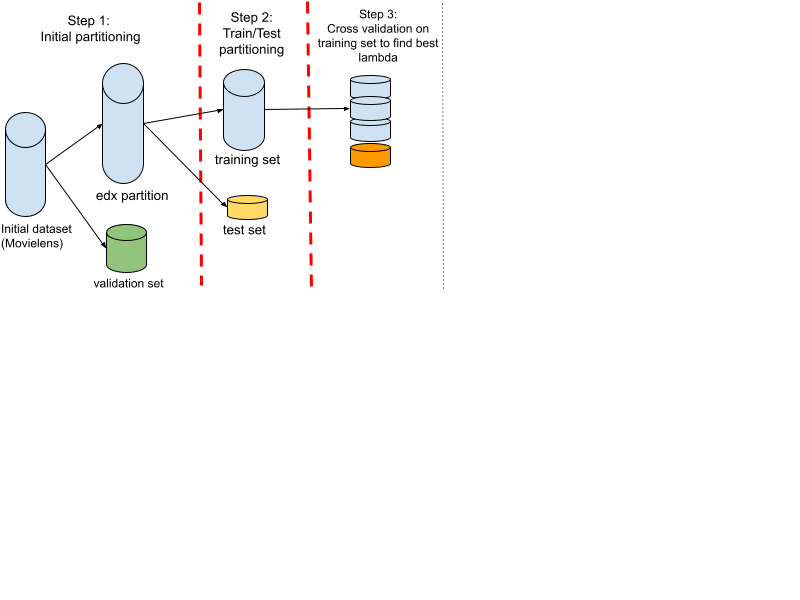 Step 1:
Initial partitioning
Step 2:
Train/Test
partitioning
Step 3:
Cross validation on
training set to find best
lambda
training set
edx partition
Initial dataset
(Movielens)
test set
validation set